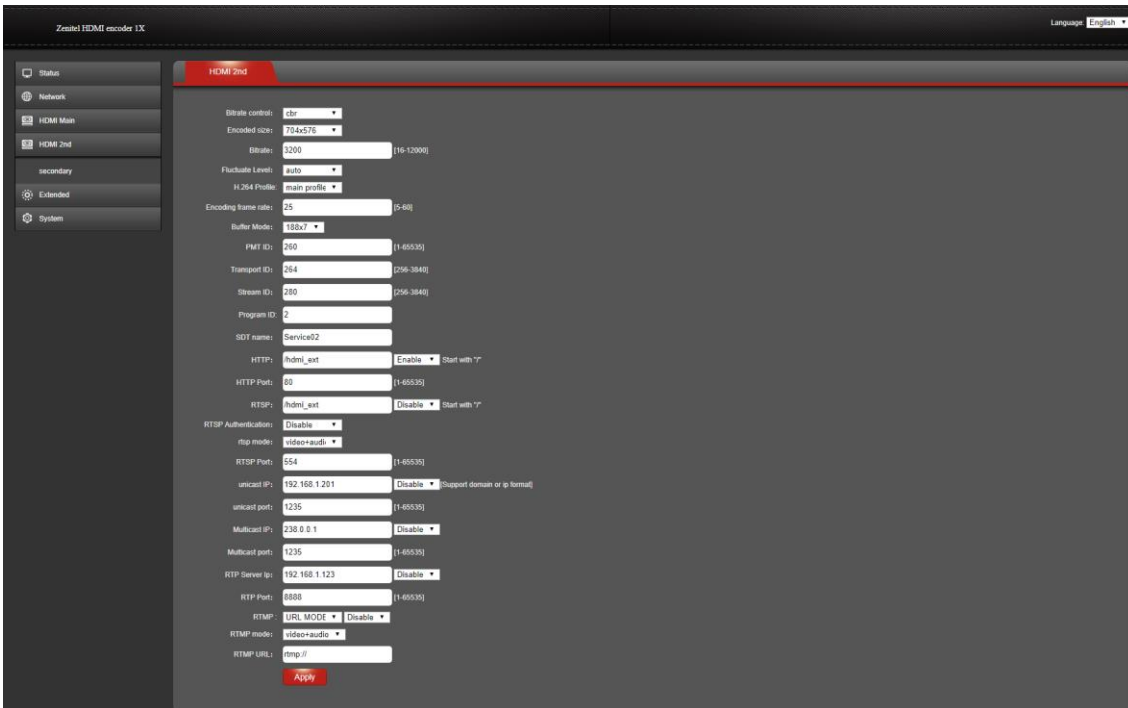 Zenitel HDMI encoder 1X
Language: English
Status
Network
HDMI Main
HDMI 2nd
secondary
Extended
System
HDMI 2nd
Bitrate control: cbr
Encoded size: 704x576
Bitrate: 3200 [16-12000]
Fluctuate Level: auto
H.264 Profile: main profile
Encoding frame rate: 25 [5-60]
Buffer Mode: 188x7
PMT ID: 260 [1-65535]
Transport ID: 264 [256-3840]
Stream ID: 280 [256-3840]
Program ID: 2
SDT name: Service02
HTTP: /hdmi_ext Enable Start with "/"
HTTP Port: 80 [1-65535]
RTSP: /hdmi_ext Disable Start with "/"
RTSP Authentication: Disable
rtsp mode: video+audi
RTSP Port: 554 [1-65535]
unicast IP: 192.168.1.201 Disable [Support domain or ip format]
unicast port: 1235 [1-65535]
Multicast IP: 238.0.0.1 Disable
Multicast port: 1235 [1-65535]
RTP Server Ip: 192.168.1.123 Disable
RTP Port: 8888 [1-65535]
RTMP: URL MODE Disable
RTMP mode: video+audio
RTMP URL: rtmp://
Apply